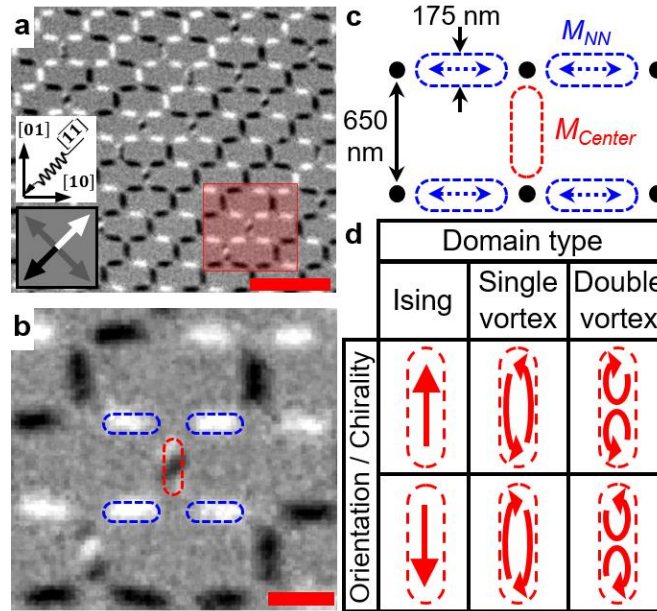 a
[01]
[11]
[10]
b
c
175 nm
M_NN
650
nm
M_Center
d
Domain type
Ising
Single
vortex
Double
vortex
Orientation / Chirality